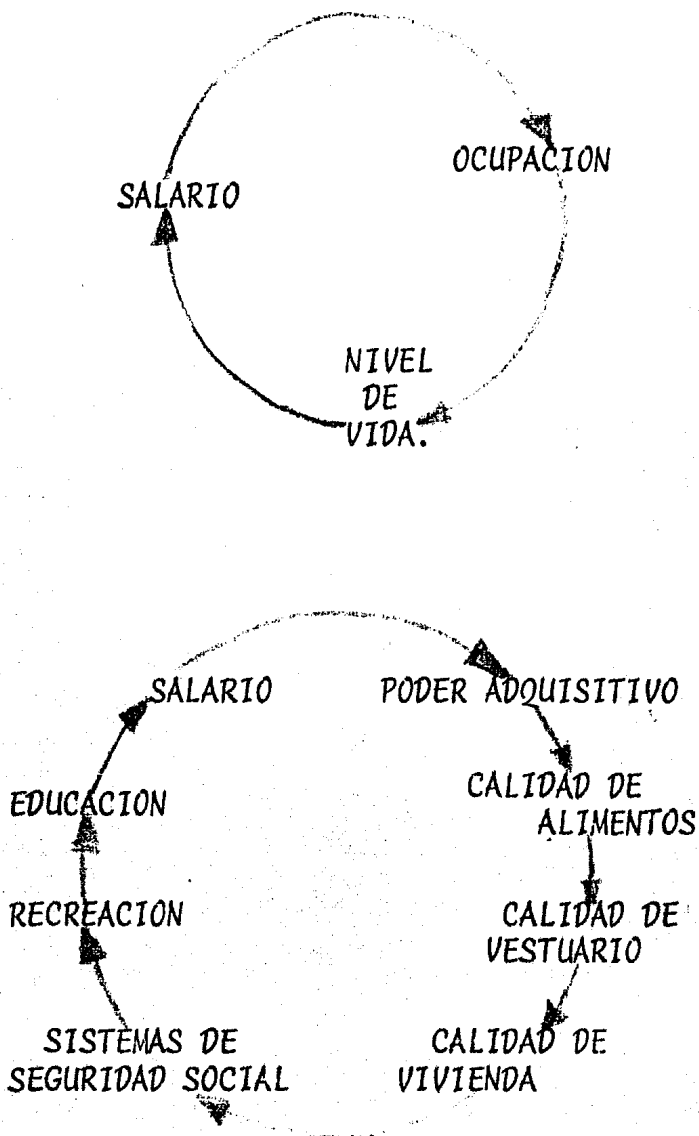 OCUPACION
SALARIO
NIVEL
DE
VIDA.
SALARIO
PODER ADQUISITIVO
CALIDAD DE
ALIMENTOS
EDUCACION
RECREACION
CALIDAD DE
VESTUARIO
SISTEMAS DE
SEGURIDAD SOCIAL
CALIDAD DE
VIVIENDA